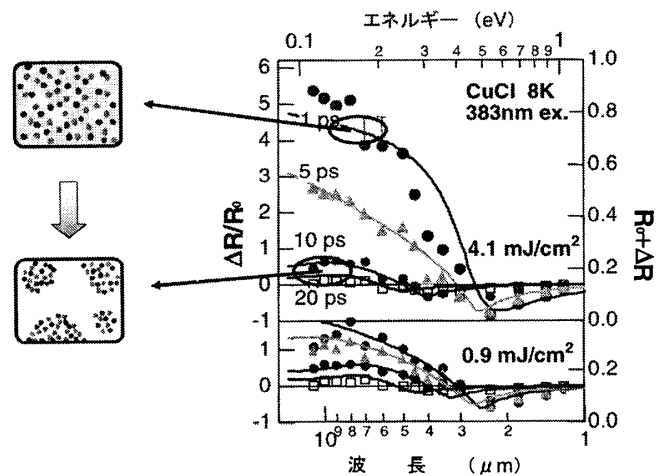 エネルギー (eV)
0.1 2 3 4 5 6 7 8 9 1
6 5 4 3 2 1 0 -1
1 0 -1
1.0 0.8 0.6 0.4 0.2 0.0
0.2 0.0
ΔR/R₀
R₀+ΔR
CuCl 8K
383nm ex.
1 ps
5 ps
10 ps
20 ps
4.1 mJ/cm²
0.9 mJ/cm²
10 9 8 7 6 5 4 3 2 1
波 長 (μm)